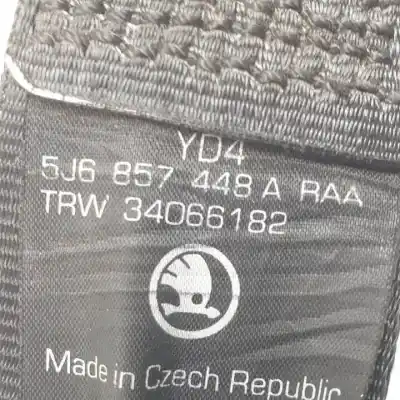 YD4
5J6 857 448 A RAA
TRW 34066182
Made in Czech Republic